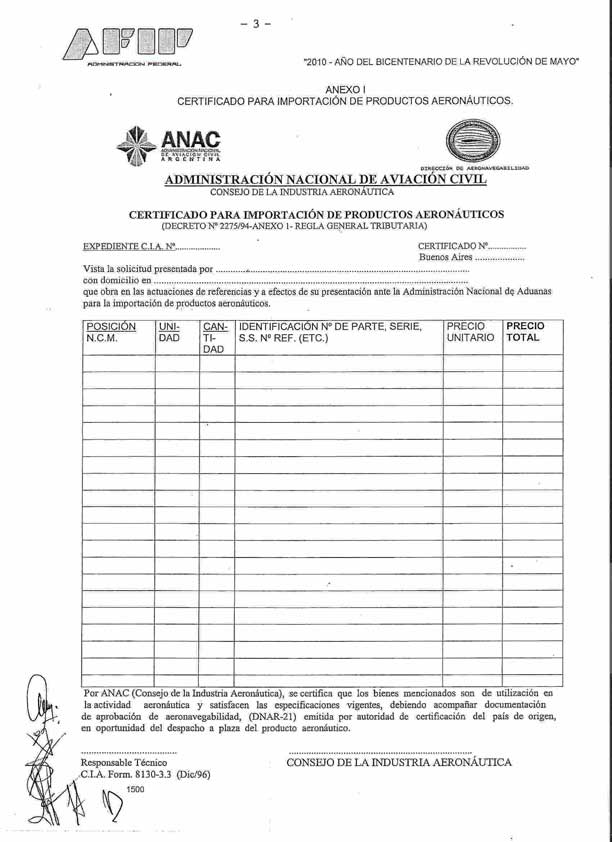 - 3 -
AFIP
ADMINISTRACION FEDERAL
"2010 - AÑO DEL BICENTENARIO DE LA REVOLUCIÓN DE MAYO"
ANEXO I
CERTIFICADO PARA IMPORTACIÓN DE PRODUCTOS AERONÁUTICOS.
ANAC
ADMINISTRACIÓN NACIONAL
DE AVIACIÓN CIVIL
ARGENTINA
DIRECCIÓN DE AERONAVEGABILIDAD
ADMINISTRACIÓN NACIONAL DE AVIACIÓN CIVIL
CONSEJO DE LA INDUSTRIA AERONÁUTICA
CERTIFICADO PARA IMPORTACIÓN DE PRODUCTOS AERONÁUTICOS
(DECRETO Nº 2275/94-ANEXO 1- REGLA GENERAL TRIBUTARIA)
EXPEDIENTE C.I.A. Nº....................
CERTIFICADO Nº................
Buenos Aires ....................
Vista la solicitud presentada por ....................................................................................
con domicilio en ........................................................................................................
que obra en las actuaciones de referencias y a efectos de su presentación ante la Administración Nacional de Aduanas
para la importación de productos aeronáuticos.
POSICIÓN N.C.M.
UNI-DAD
CAN-TI-DAD
IDENTIFICACIÓN Nº DE PARTE, SERIE, S.S. Nº REF. (ETC.)
PRECIO UNITARIO
PRECIO TOTAL
Por ANAC (Consejo de la Industria Aeronáutica), se certifica que los bienes mencionados son de utilización en
la actividad aeronáutica y satisfacen las especificaciones vigentes, debiendo acompañar documentación
de aprobación de aeronavegabilidad, (DNAR-21) emitida por autoridad de certificación del país de origen,
en oportunidad del despacho a plaza del producto aeronáutico.
Responsable Técnico
CONSEJO DE LA INDUSTRIA AERONÁUTICA
C.I.A. Form. 8130-3.3 (Dic/96)
1500